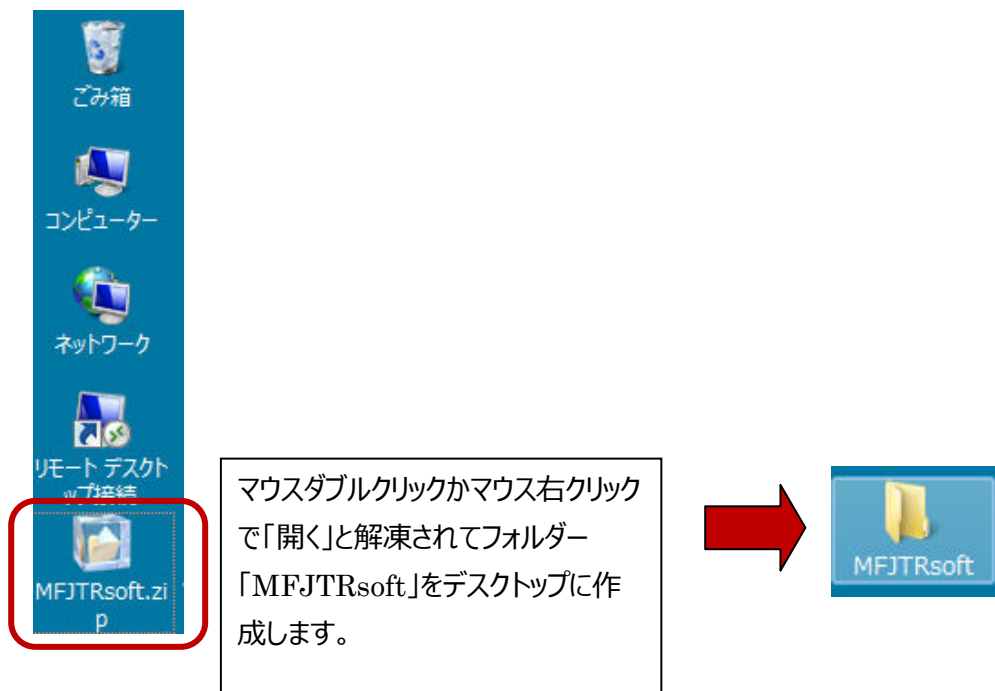 ごみ箱
コンピューター
ネットワーク
リモート デスクト
ップ接続
MFJTRsoft.zi
p
マウスダブルクリックかマウス右クリック
で「開く」と解凍されてフォルダー
「MFJTRsoft」をデスクトップに作
成します。
MFJTRsoft